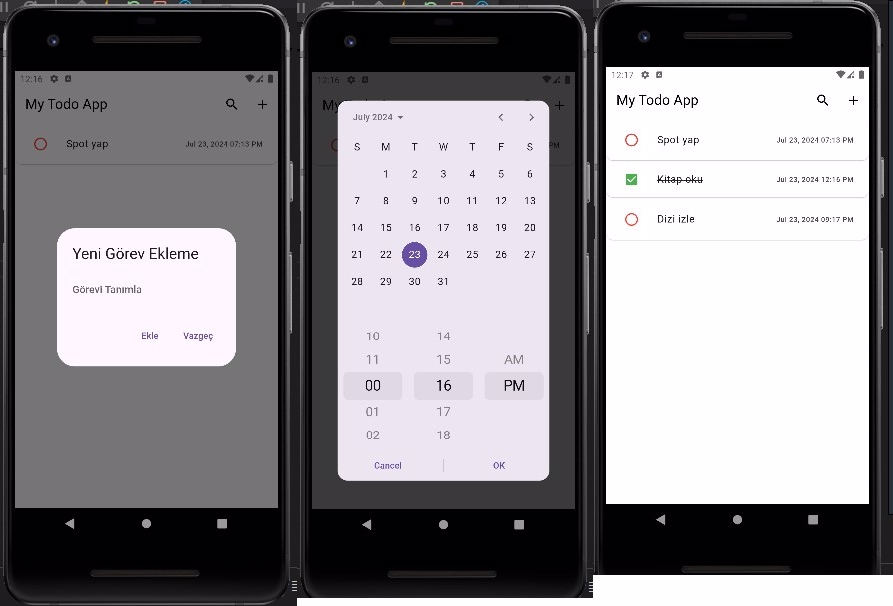 12:16
My Todo App
Spot yap
Jul 23, 2024 07:13 PM
Yeni Görev Ekleme
Görevi Tanımla
Ekle Vazgeç
12:16
My
PM
July 2024
S M T W T F S
1 2 3 4 5 6
7 8 9 10 11 12 13
14 15 16 17 18 19 20
21 22 23 24 25 26 27
28 29 30 31
10 14
11 15 AM
00 16 PM
01 17
02 18
Cancel OK
12:17
My Todo App
Spot yap Jul 23, 2024 07:13 PM
Kitap oku Jul 23, 2024 12:16 PM
Dizi izle Jul 23, 2024 09:17 PM